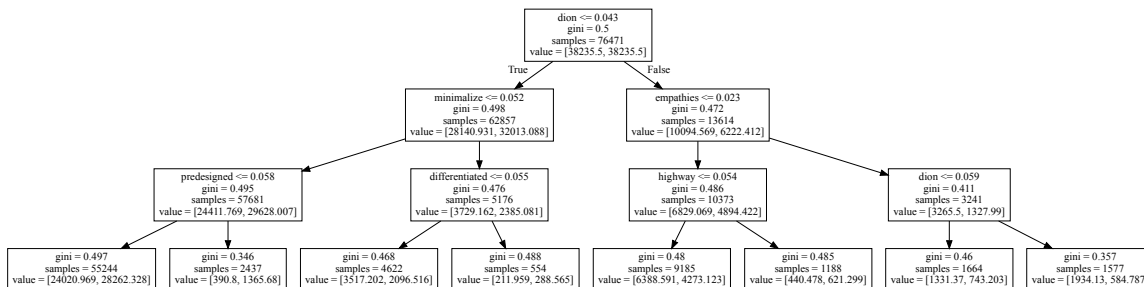 dion <= 0.043
gini = 0.5
samples = 76471
value = [38235.5, 38235.5]
True
False
minimalize <= 0.052
gini = 0.498
samples = 62857
value = [28140.931, 32013.088]
empathies <= 0.023
gini = 0.472
samples = 13614
value = [10094.569, 6222.412]
predesigned <= 0.058
gini = 0.495
samples = 57681
value = [24411.769, 29628.007]
differentiated <= 0.055
gini = 0.476
samples = 5176
value = [3729.162, 2385.081]
highway <= 0.054
gini = 0.486
samples = 10373
value = [6829.069, 4894.422]
dion <= 0.059
gini = 0.411
samples = 3241
value = [3265.5, 1327.99]
gini = 0.497
samples = 55244
value = [24020.969, 28262.328]
gini = 0.346
samples = 2437
value = [390.8, 1365.68]
gini = 0.468
samples = 4622
value = [3517.202, 2096.516]
gini = 0.488
samples = 554
value = [211.959, 288.565]
gini = 0.48
samples = 9185
value = [6388.591, 4273.123]
gini = 0.485
samples = 1188
value = [440.478, 621.299]
gini = 0.46
samples = 1664
value = [1331.37, 743.203]
gini = 0.357
samples = 1577
value = [1934.13, 584.787]